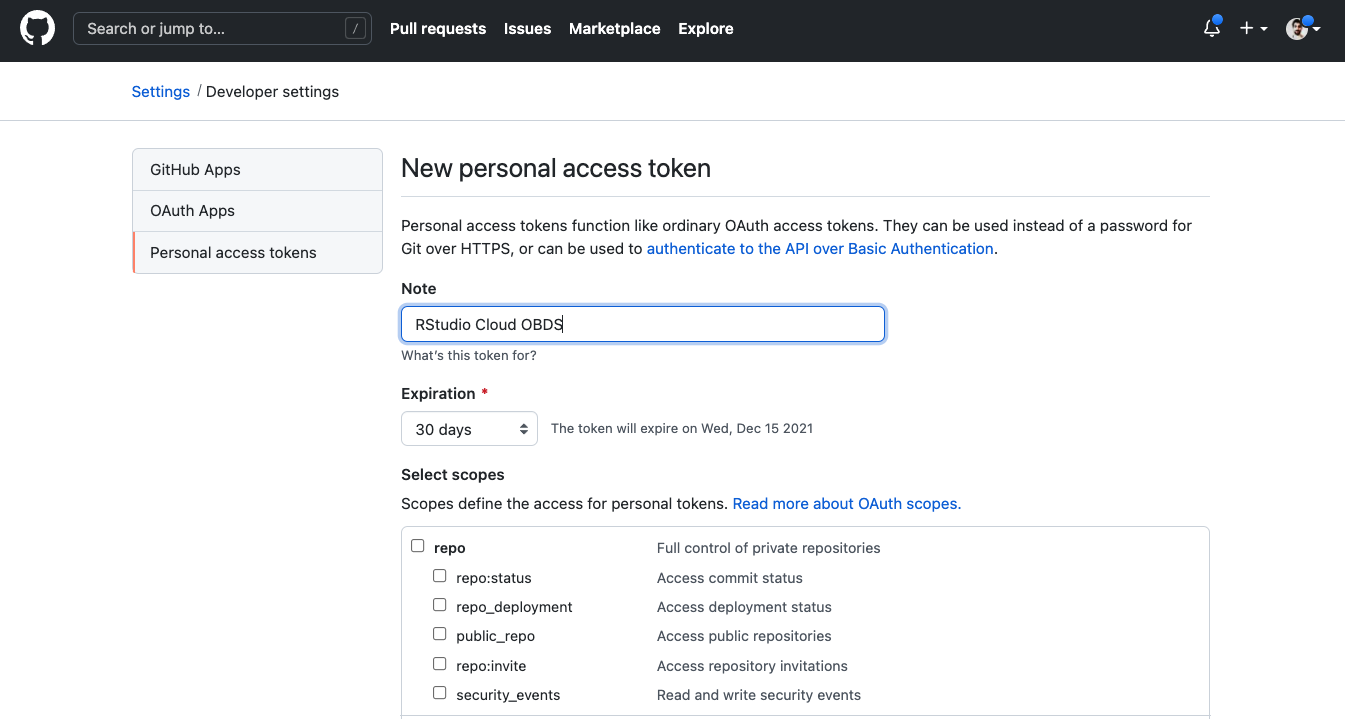 Search or jump to... /
Pull requests Issues Marketplace Explore
Settings / Developer settings
GitHub Apps
OAuth Apps
Personal access tokens
New personal access token
Personal access tokens function like ordinary OAuth access tokens. They can be used instead of a password for
Git over HTTPS, or can be used to authenticate to the API over Basic Authentication.
Note
RStudio Cloud OBDS
What's this token for?
Expiration *
30 days The token will expire on Wed, Dec 15 2021
Select scopes
Scopes define the access for personal tokens. Read more about OAuth scopes.
repo Full control of private repositories
repo:status Access commit status
repo_deployment Access deployment status
public_repo Access public repositories
repo:invite Access repository invitations
security_events Read and write security events